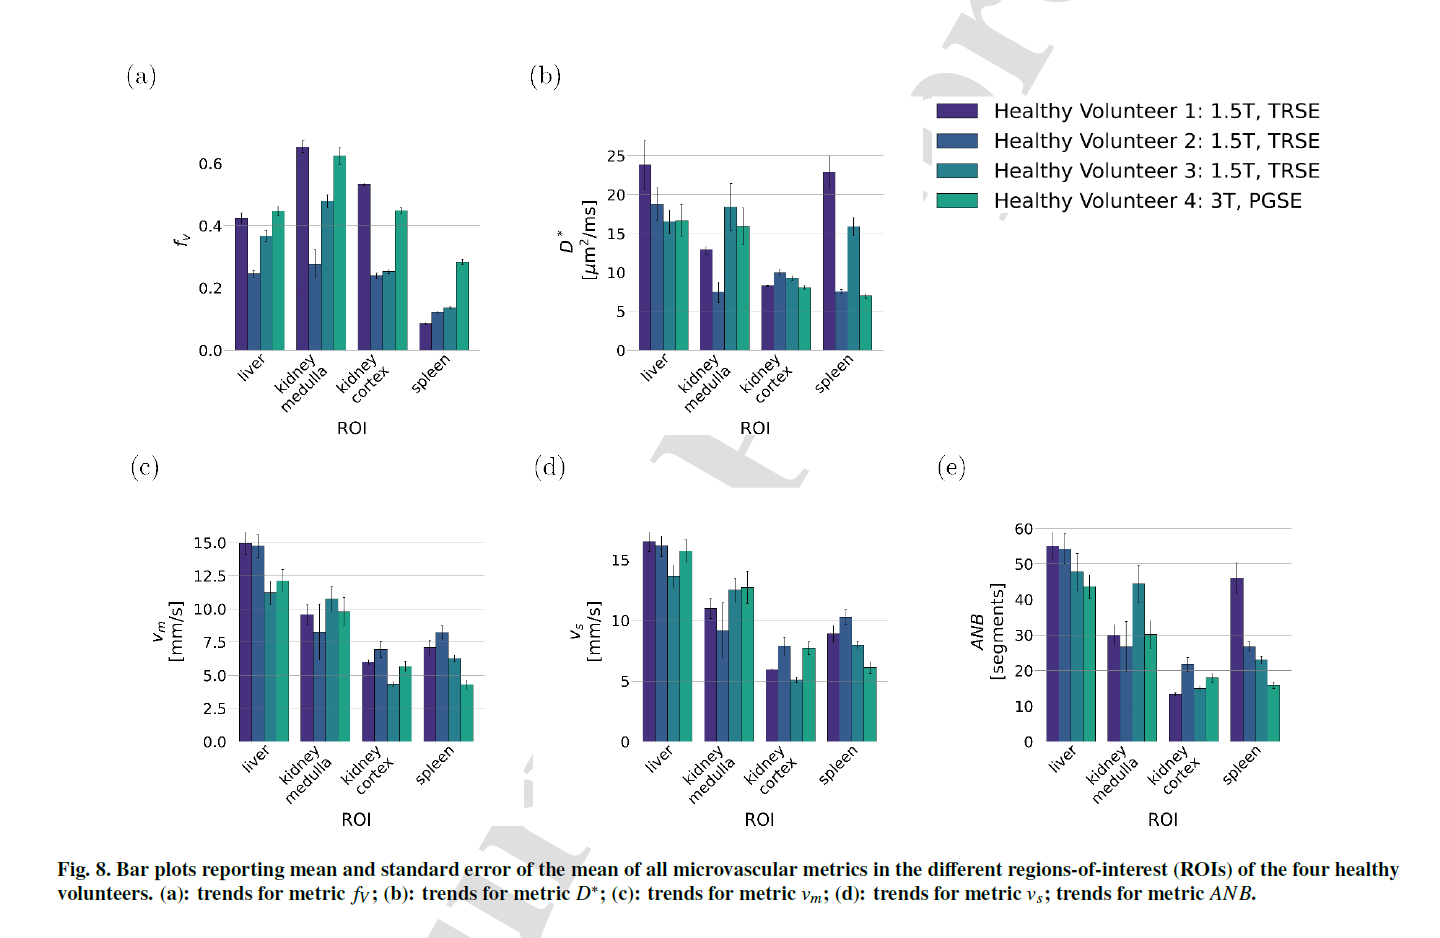 (a)
0.6
0.4
0.2
0.0
fv
liver
kidney
medulla
kidney
cortex
spleen
ROI
(b)
25
20
15
10
5
0
D*
[μm²/ms]
liver
kidney
medulla
kidney
cortex
spleen
ROI
Healthy Volunteer 1: 1.5T, TRSE
Healthy Volunteer 2: 1.5T, TRSE
Healthy Volunteer 3: 1.5T, TRSE
Healthy Volunteer 4: 3T, PGSE
(c)
15.0
12.5
10.0
7.5
5.0
2.5
0.0
vm
[mm/s]
liver
kidney
medulla
kidney
cortex
spleen
ROI
(d)
15
10
5
0
vs
[mm/s]
liver
kidney
medulla
kidney
cortex
spleen
ROI
(e)
60
50
40
30
20
10
0
ANB
[segments]
liver
kidney
medulla
kidney
cortex
spleen
ROI
Fig. 8. Bar plots reporting mean and standard error of the mean of all microvascular metrics in the different regions-of-interest (ROIs) of the four healthy
volunteers. (a): trends for metric fV; (b): trends for metric D*; (c): trends for metric vm; (d): trends for metric vs; trends for metric ANB.